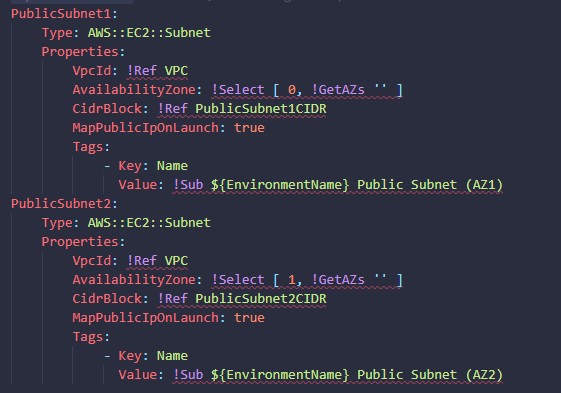 PublicSubnet1:
    Type: AWS::EC2::Subnet
    Properties:
        VpcId: !Ref VPC
        AvailabilityZone: !Select [ 0, !GetAZs '' ]
        CidrBlock: !Ref PublicSubnet1CIDR
        MapPublicIpOnLaunch: true
        Tags:
            - Key: Name
              Value: !Sub ${EnvironmentName} Public Subnet (AZ1)
PublicSubnet2:
    Type: AWS::EC2::Subnet
    Properties:
        VpcId: !Ref VPC
        AvailabilityZone: !Select [ 1, !GetAZs '' ]
        CidrBlock: !Ref PublicSubnet2CIDR
        MapPublicIpOnLaunch: true
        Tags:
            - Key: Name
              Value: !Sub ${EnvironmentName} Public Subnet (AZ2)